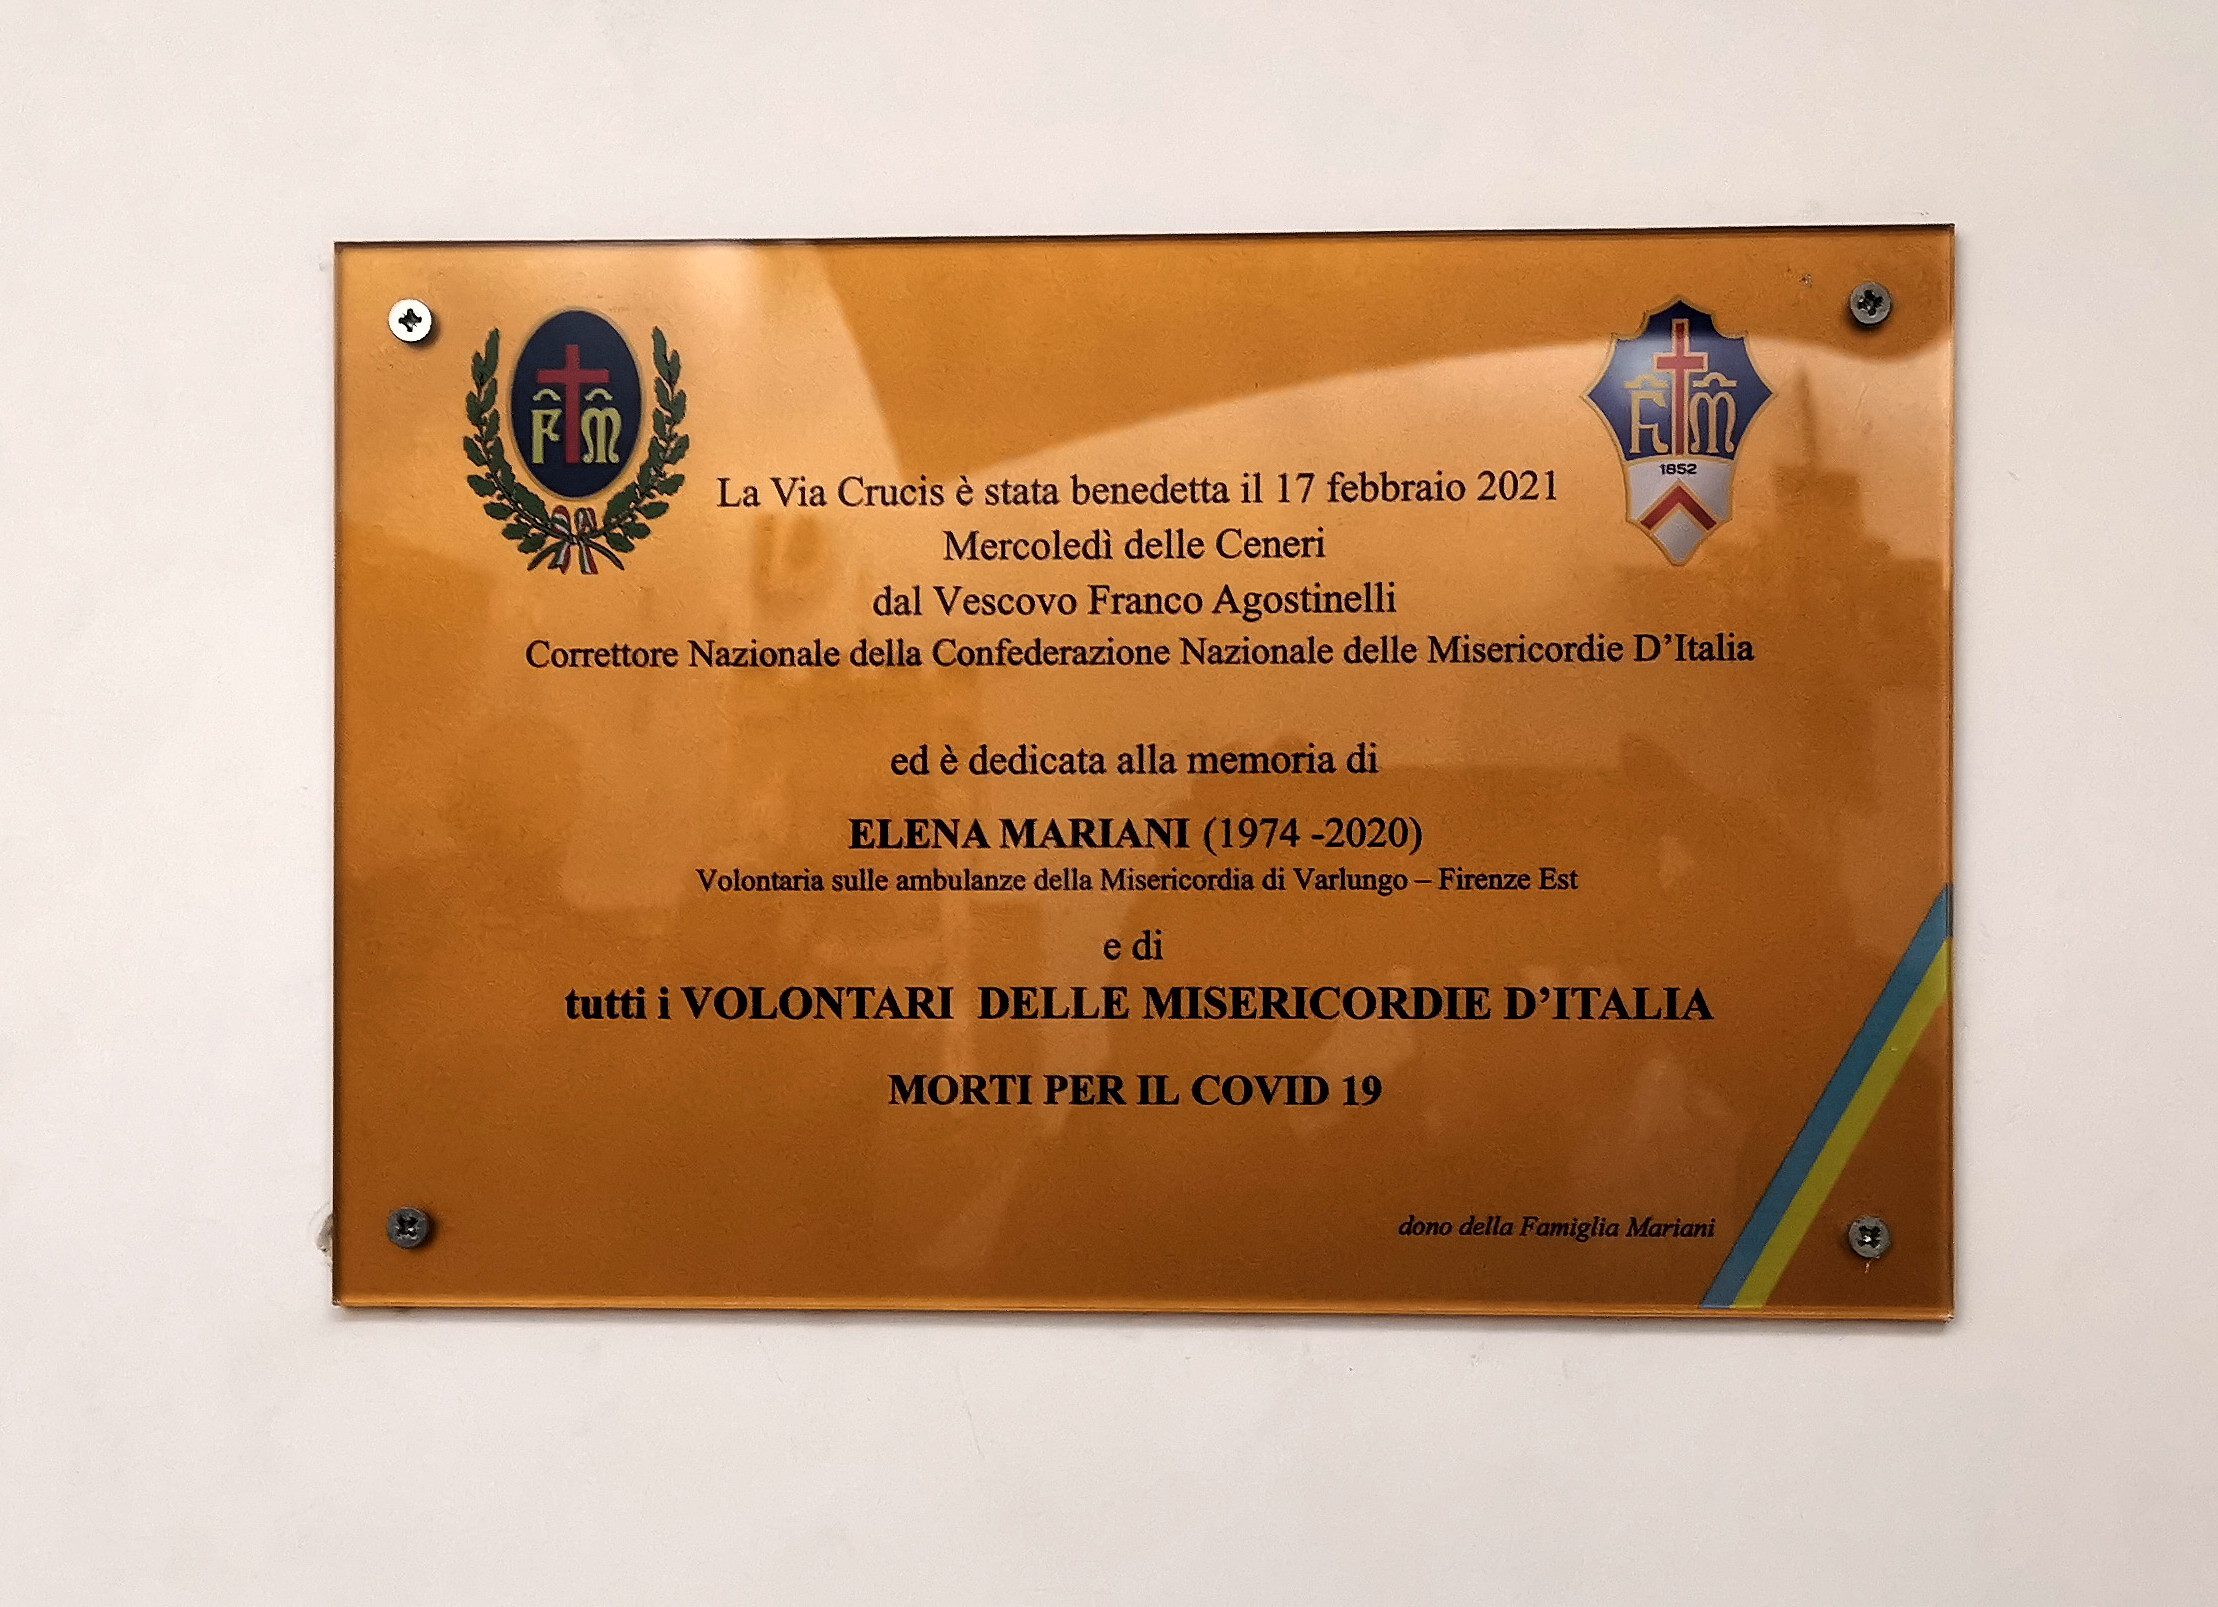 F M
F M
1852
La Via Crucis è stata benedetta il 17 febbraio 2021
Mercoledì delle Ceneri
dal Vescovo Franco Agostinelli
Correttore Nazionale della Confederazione Nazionale delle Misericordie D’Italia
ed è dedicata alla memoria di
ELENA MARIANI (1974 -2020)
Volontaria sulle ambulanze della Misericordia di Varlungo – Firenze Est
e di
tutti i VOLONTARI  DELLE MISERICORDIE D’ITALIA
MORTI PER IL COVID 19
dono della Famiglia Mariani